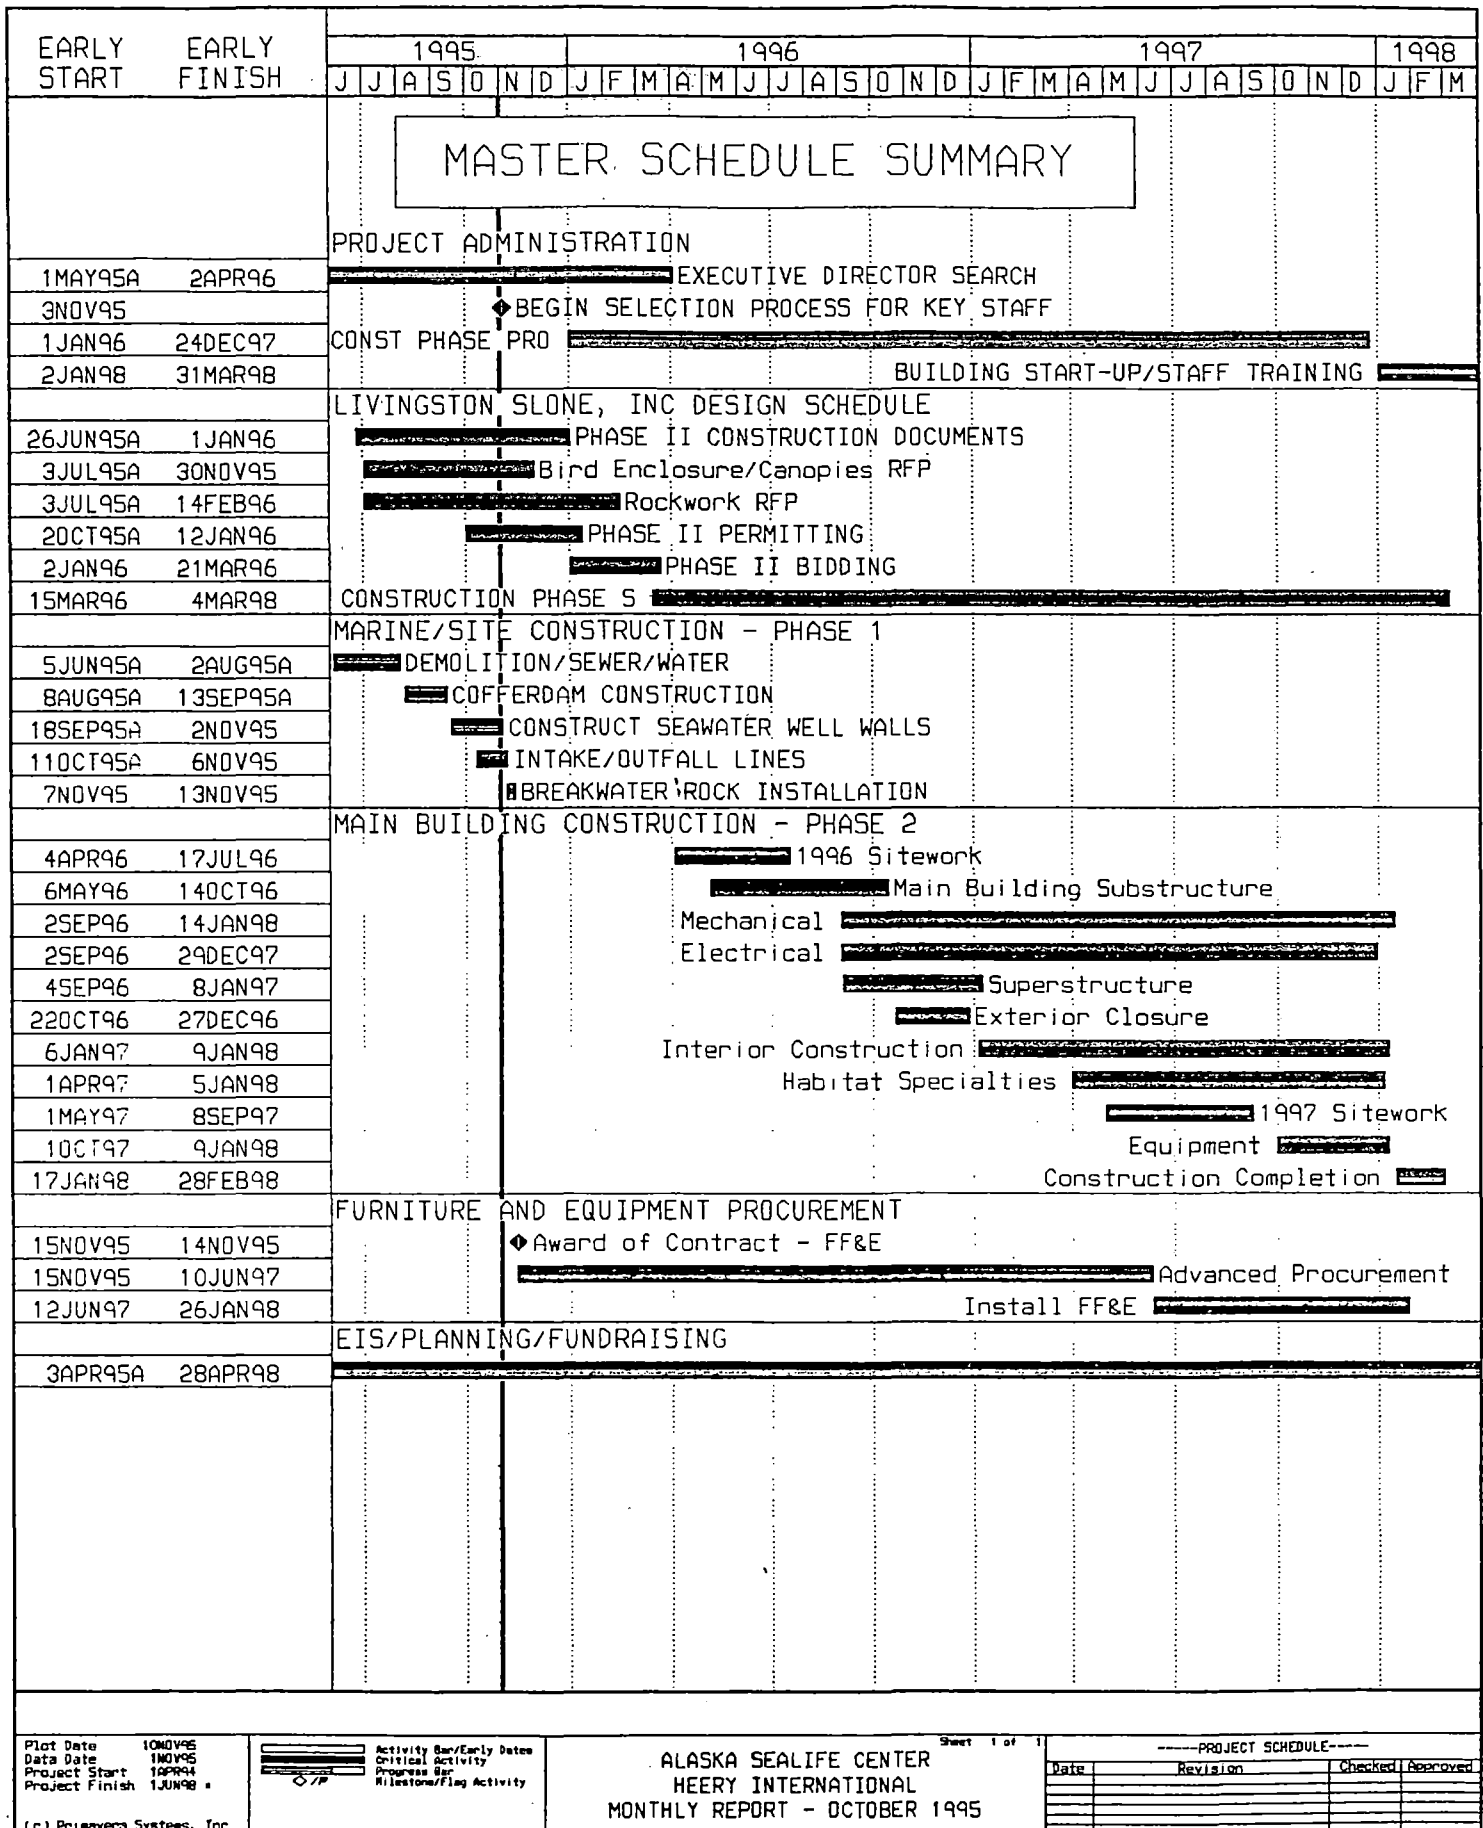 EARLY START EARLY FINISH
1995 1996 1997 1998
J J A S O N D J F M A M J J A S O N D J F M A M J J A S O N D J F M
MASTER SCHEDULE SUMMARY
PROJECT ADMINISTRATION
1MAY95A 2APR96 EXECUTIVE DIRECTOR SEARCH
3NOV95 BEGIN SELECTION PROCESS FOR KEY STAFF
1JAN96 24DEC97 CONST PHASE PRO
2JAN98 31MAR98 BUILDING START-UP/STAFF TRAINING
LIVINGSTON SLONE, INC DESIGN SCHEDULE
26JUN95A 1JAN96 PHASE II CONSTRUCTION DOCUMENTS
3JUL95A 30NOV95 Bird Enclosure/Canopies RFP
3JUL95A 14FEB96 Rockwork RFP
2OCT95A 12JAN96 PHASE II PERMITTING
2JAN96 21MAR96 PHASE II BIDDING
15MAR96 4MAR98 CONSTRUCTION PHASE S
MARINE/SITE CONSTRUCTION - PHASE 1
5JUN95A 2AUG95A DEMOLITION/SEWER/WATER
8AUG95A 13SEP95A COFFERDAM CONSTRUCTION
18SEP95A 2NOV95 CONSTRUCT SEAWATER WELL WALLS
11OCT95A 6NOV95 INTAKE/OUTFALL LINES
7NOV95 13NOV95 BREAKWATER ROCK INSTALLATION
MAIN BUILDING CONSTRUCTION - PHASE 2
4APR96 17JUL96 1996 Sitework
6MAY96 14OCT96 Main Building Substructure
2SEP96 14JAN98 Mechanical
2SEP96 29DEC97 Electrical
4SEP96 8JAN97 Superstructure
22OCT96 27DEC96 Exterior Closure
6JAN97 9JAN98 Interior Construction
1APR97 5JAN98 Habitat Specialties
1MAY97 8SEP97 1997 Sitework
1OCT97 9JAN98 Equipment
17JAN98 28FEB98 Construction Completion
FURNITURE AND EQUIPMENT PROCUREMENT
15NOV95 14NOV95 Award of Contract - FF&E
15NOV95 10JUN97 Advanced Procurement
12JUN97 26JAN98 Install FF&E
EIS/PLANNING/FUNDRAISING
3APR95A 28APR98
Plot Date 10NOV95
Data Date 1NOV95
Project Start 1APR94
Project Finish 1JUN98
(c) Primavera Systems, Inc
Activity Bar/Early Dates
Critical Activity
Progress Bar
Milestone/Flag Activity
Sheet 1 of 1
ALASKA SEALIFE CENTER
HEERY INTERNATIONAL
MONTHLY REPORT - OCTOBER 1995
-----PROJECT SCHEDULE-----
Date Revision Checked Approved